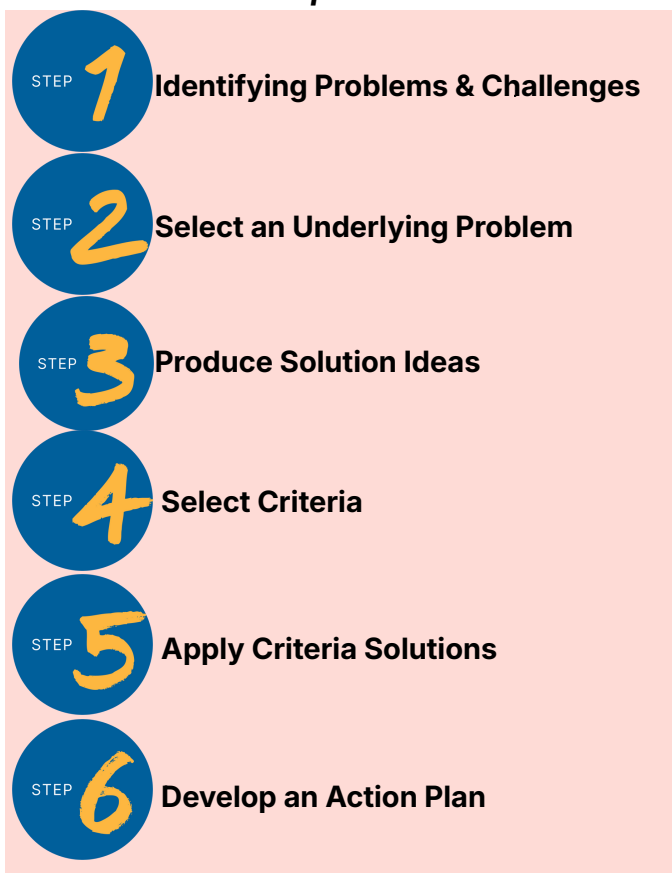 STEP 1 Identifying Problems & Challenges
STEP 2 Select an Underlying Problem
STEP 3 Produce Solution Ideas
STEP 4 Select Criteria
STEP 5 Apply Criteria Solutions
STEP 6 Develop an Action Plan